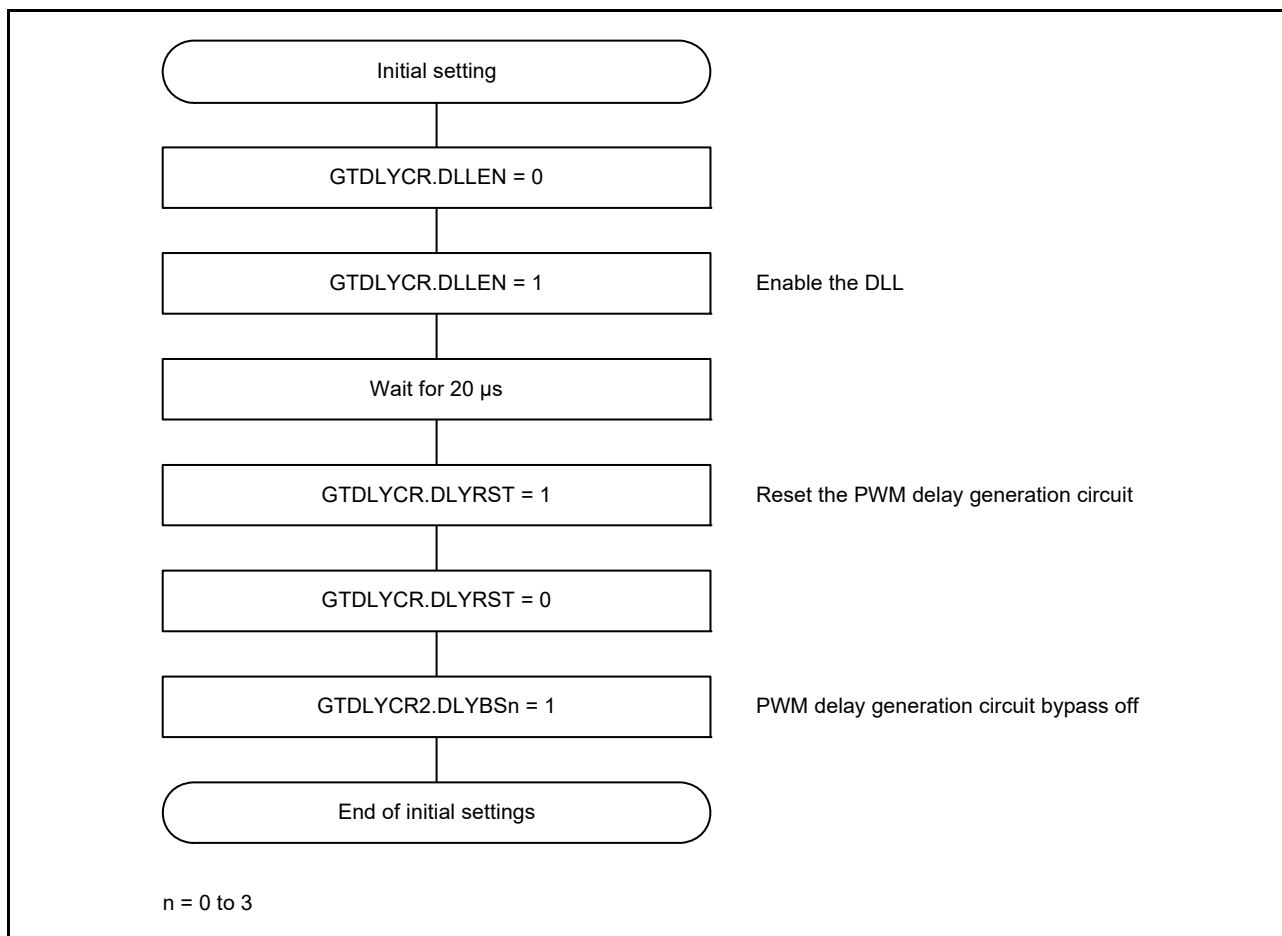 Initial setting
GTDLYCR.DLLEN = 0
GTDLYCR.DLLEN = 1
Enable the DLL
Wait for 20 µs
GTDLYCR.DLYRST = 1
Reset the PWM delay generation circuit
GTDLYCR.DLYRST = 0
GTDLYCR2.DLYBSn = 1
PWM delay generation circuit bypass off
End of initial settings
n = 0 to 3